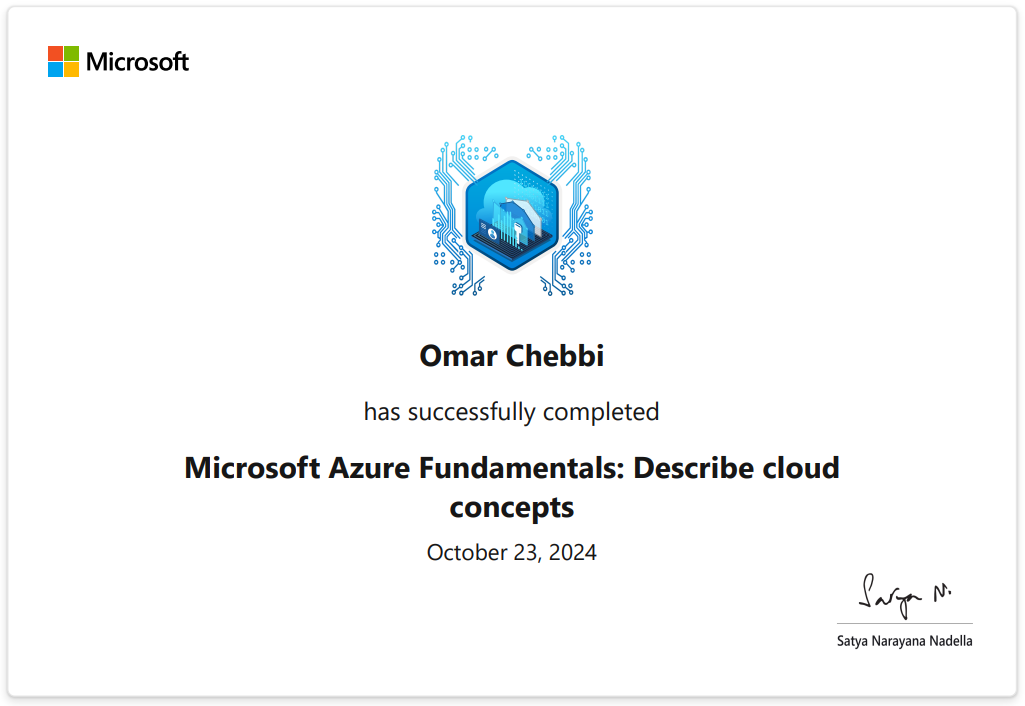 Microsoft
Omar Chebbi
has successfully completed
Microsoft Azure Fundamentals: Describe cloud
concepts
October 23, 2024
Satya N.
Satya Narayana Nadella